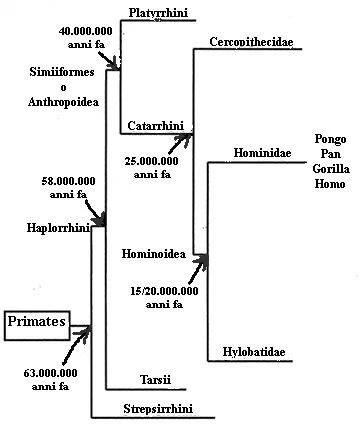 Platyrrhini
40.000.000
anni fa
Cercopithecidae
Simiiformes
o
Anthropoidea
Catarrhini
25.000.000
anni fa
Hominidae
Pongo
Pan
Gorilla
Homo
58.000.000
anni fa
Haplorrhini
Hominoidea
15/20.000.000
anni fa
Primates
Hylobatidae
63.000.000
anni fa
Tarsii
Strepsirrhini